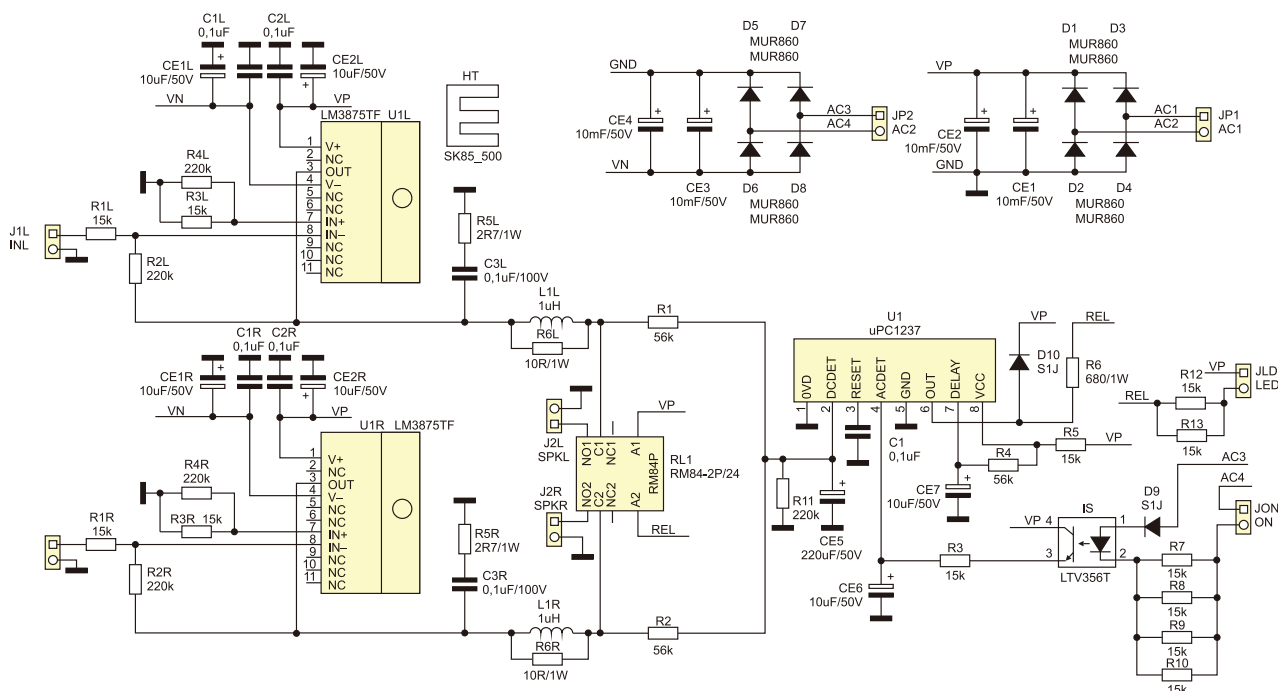 C1L C2L
0,1uF 0,1uF
CE1L
10uF/50V
CE2L
10uF/50V
VN VP
LM3875TF U1L
1 V+
2 NC
3 OUT
4 V–
5 NC
6 NC
7 IN+
8 IN–
9 NC
10 NC
11 NC
HT
SK85_500
R4L
220k
R3L
15k
R1L
15k
J1L
INL
R2L
220k
R5L
2R7/1W
C3L
0,1uF/100V
L1L
1uH
R6L
10R/1W
R1
56k
GND
CE4
10mF/50V
VN
CE3
10mF/50V
D5 D7
MUR860
MUR860
D6 D8
MUR860
MUR860
AC3
AC4
JP2
AC2
VP
CE2
10mF/50V
GND
CE1
10mF/50V
D1 D3
MUR860
MUR860
D2 D4
MUR860
MUR860
AC1
AC2
JP1
AC1
C1R C2R
0,1uF 0,1uF
CE1R
10uF/50V
CE2R
10uF/50V
VN VP
U1R LM3875TF
1 V+
2 NC
3 OUT
4 V–
5 NC
6 NC
7 IN+
8 IN–
9 NC
10 NC
11 NC
R4R
220k
R3R 15k
R1R
15k
R2R
220k
R5R
2R7/1W
C3R
0,1uF/100V
L1R
1uH
R6R
10R/1W
R2
56k
J2L
SPKL
J2R
SPKR
NO1 C1 NC1 A1
NO2 C2 NC2 A2
RM84P
VP
REL
RL1
RM84-2P/24
U1
uPC1237
0VD DCDET RESET ACDET GND OUT DELAY VCC
1 2 3 4 5 6 7 8
C1
0,1uF
R11
220k
CE5
220uF/50V
CE6
10uF/50V
CE7
10uF/50V
R4
56k
R5
15k
VP
VP
D10
S1J
REL
R6
680/1W
R3
15k
VP
JLD
LED
REL
R12
15k
R13
15k
AC3
D9
S1J
AC4
JON
ON
IS
VP 4 1
3 2
LTV356T
R7
15k
R8
15k
R9
15k
R10
15k